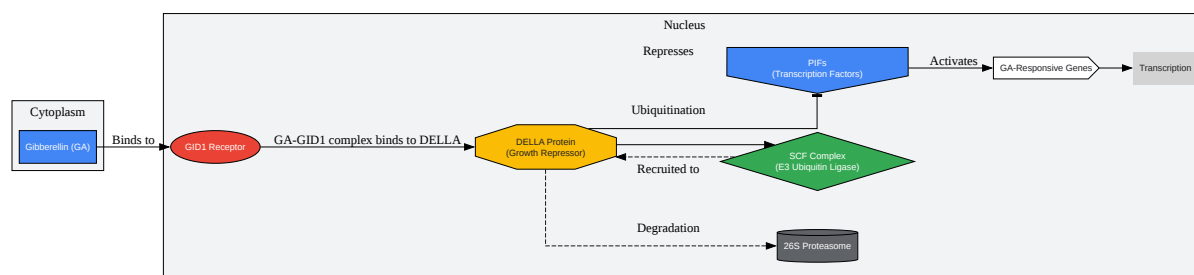 Nucleus
Represses
PIFs
(Transcription Factors)
Activates
GA-Responsive Genes
Transcription
Cytoplasm
Gibberellin (GA)
Binds to
GID1 Receptor
GA-GID1 complex binds to DELLA
DELLA Protein
(Growth Repressor)
Ubiquitination
Recruited to
SCF Complex
(E3 Ubiquitin Ligase)
Degradation
26S Proteasome